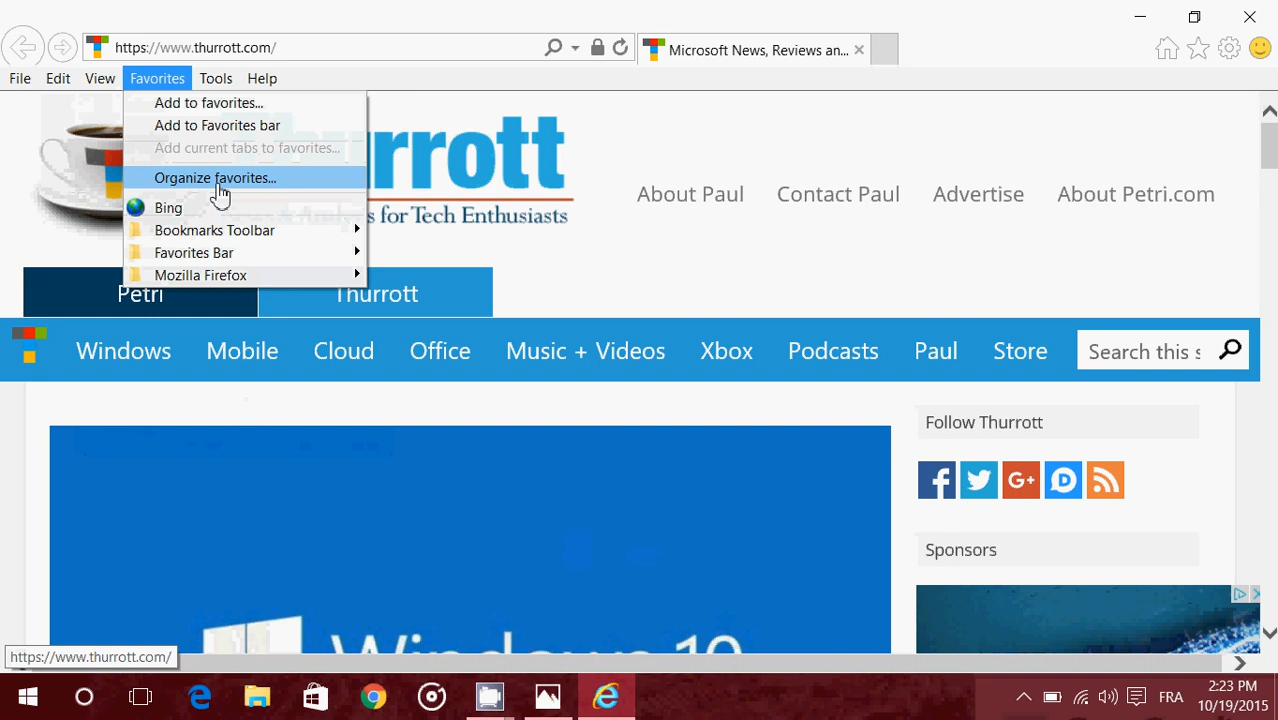 https://www.thurrott.com/
Microsoft News, Reviews an...
File Edit View Favorites Tools Help
Add to favorites...
Add to Favorites bar
Add current tabs to favorites...
Organize favorites...
Bing
Bookmarks Toolbar
Favorites Bar
Mozilla Firefox
rrott
s for Tech Enthusiasts
About Paul Contact Paul Advertise About Petri.com
Petri Thurrott
Windows Mobile Cloud Office Music + Videos Xbox Podcasts Paul Store Search this s
Follow Thurrott
G+
Sponsors
Windows 10
https://www.thurrott.com/
FRA
2:23 PM
10/19/2015